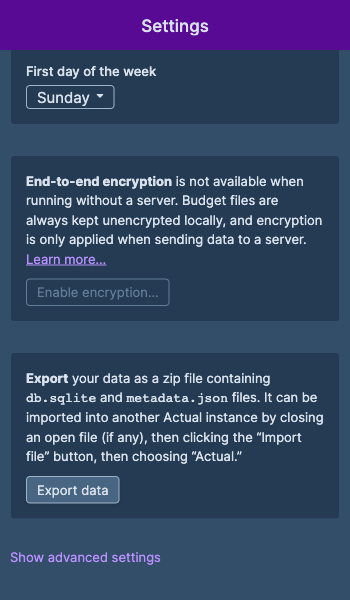 Settings
First day of the week
Sunday
End-to-end encryption is not available when
running without a server. Budget files are
always kept unencrypted locally, and encryption
is only applied when sending data to a server.
Learn more…
Enable encryption…
Export your data as a zip file containing
db.sqlite and metadata.json files. It can be
imported into another Actual instance by closing
an open file (if any), then clicking the “Import
file” button, then choosing “Actual.”
Export data
Show advanced settings